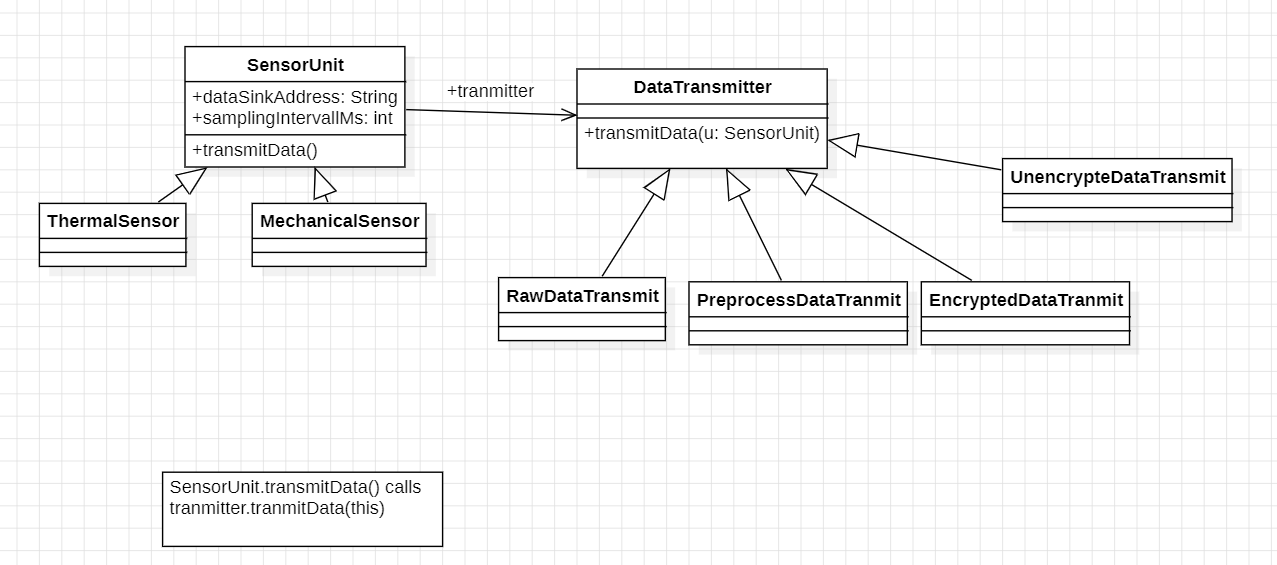 SensorUnit
+dataSinkAddress: String
+samplingIntervallMs: int
+transmitData()
+tranmitter
DataTransmitter
+transmitData(u: SensorUnit)
ThermalSensor
MechanicalSensor
UnencrypteDataTransmit
RawDataTransmit
PreprocessDataTranmit
EncryptedDataTranmit
SensorUnit.transmitData() calls
tranmitter.tranmitData(this)